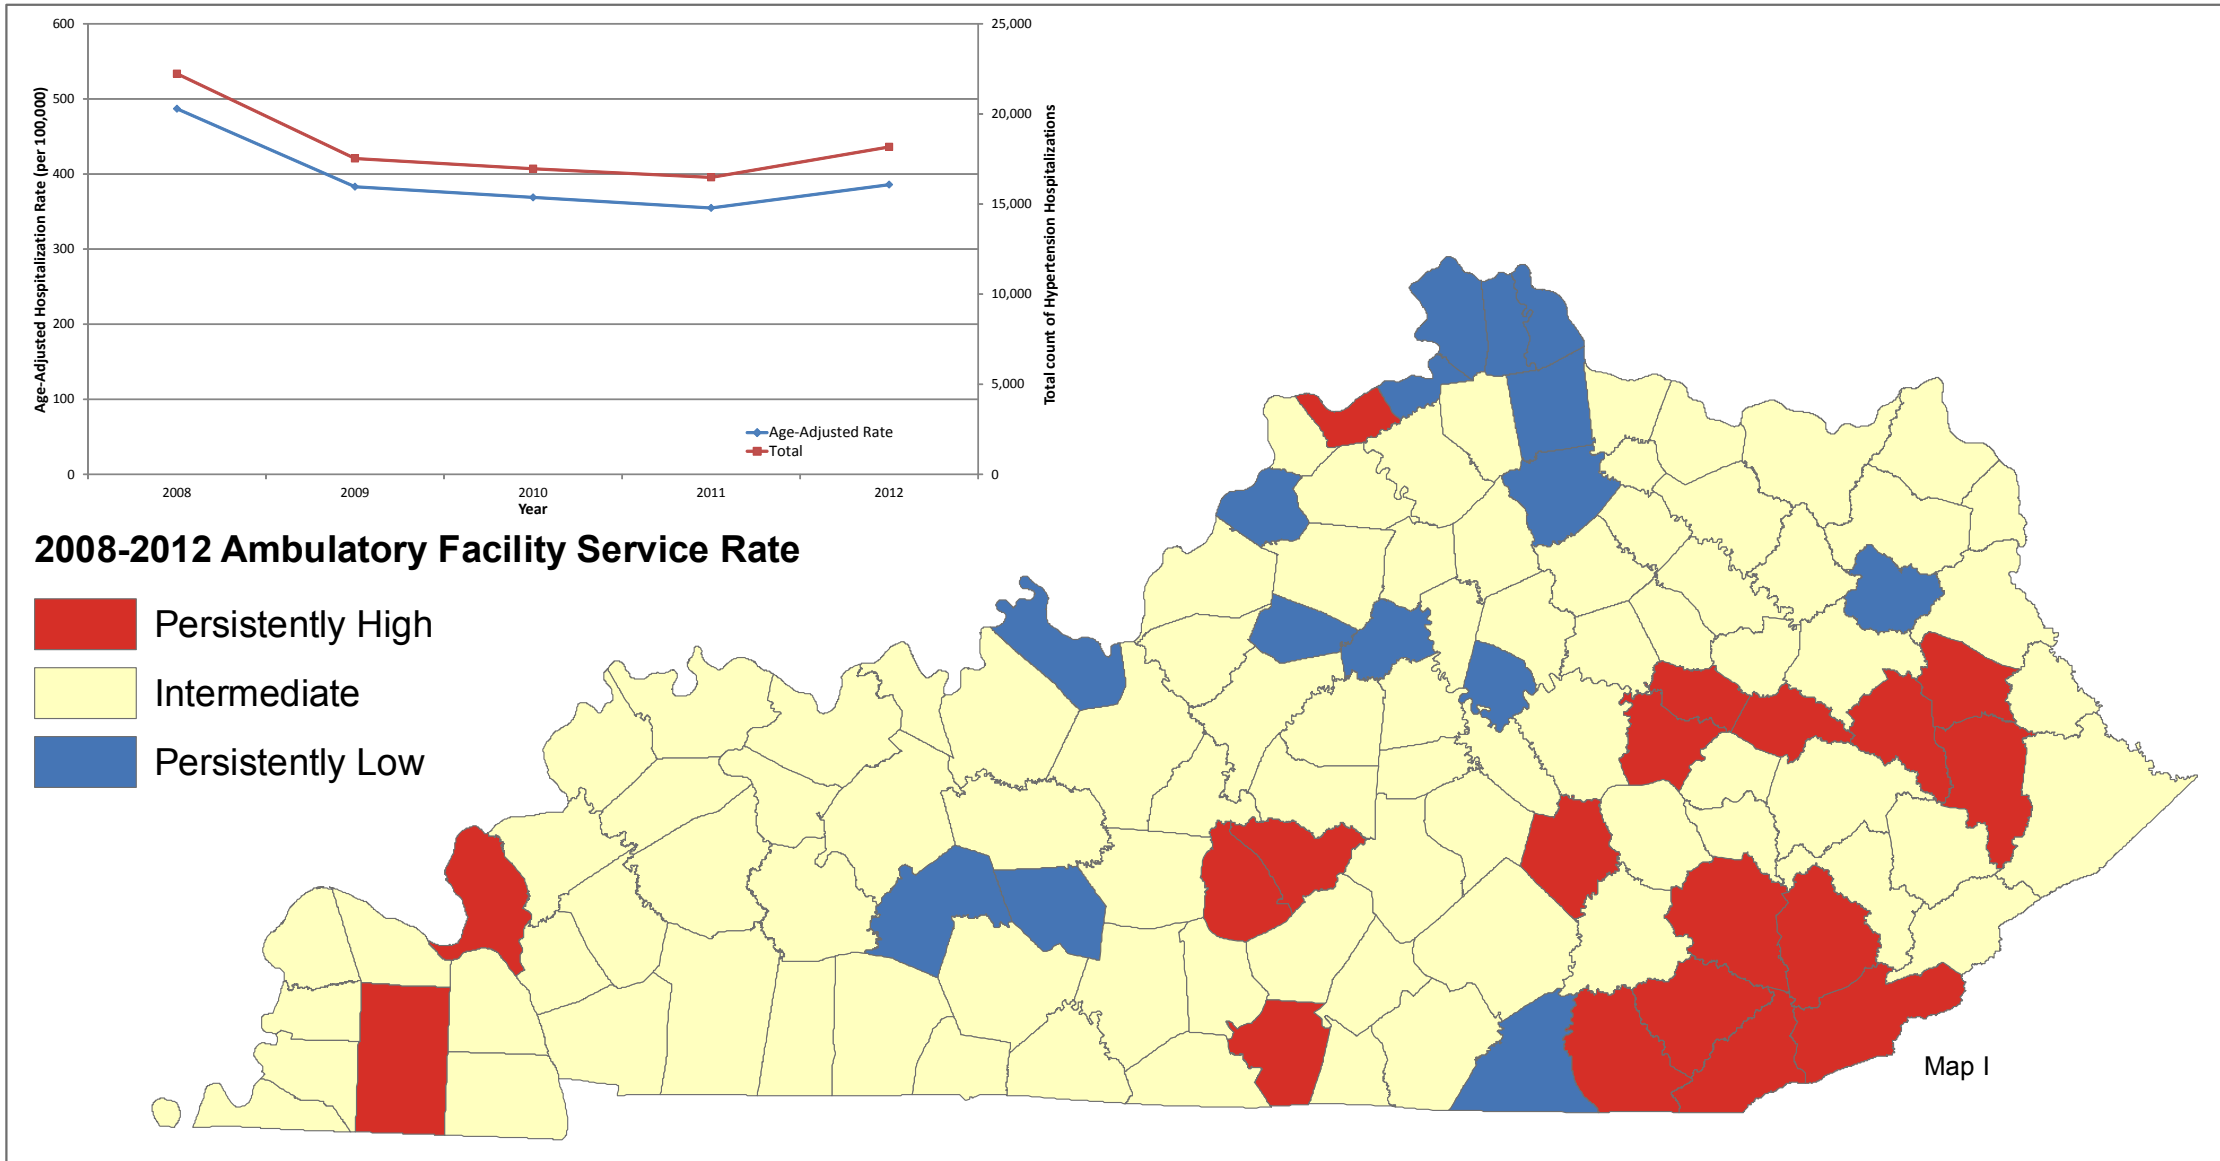 600
500
400
300
200
100
0
Age-Adjusted Hospitalization Rate (per 100,000)
25,000
20,000
15,000
10,000
5,000
0
Total count of Hypertension Hospitalizations
Age-Adjusted Rate
Total
2008 2009 2010 2011 2012
Year
2008-2012 Ambulatory Facility Service Rate
Persistently High
Intermediate
Persistently Low
Map I